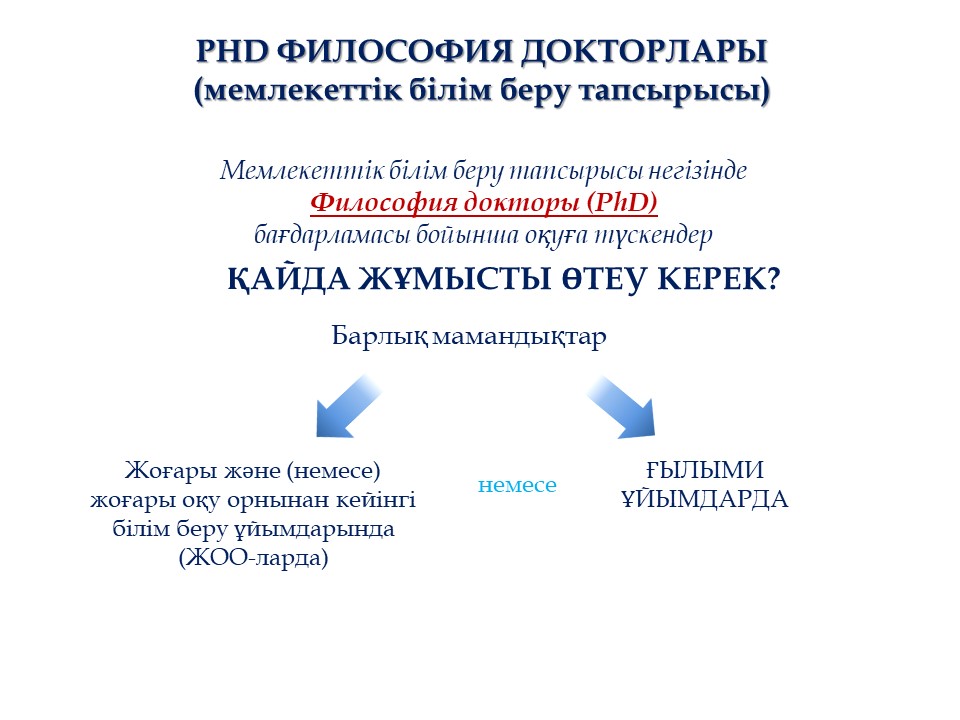 PHD ФИЛОСОФИЯ ДОКТОРЛАРЫ
(мемлекеттік білім беру тапсырысы)
Мемлекеттік білім беру тапсырысы негізінде
Философия докторы (PhD)
бағдарламасы бойынша оқуға түскендер
ҚАЙДА ЖҰМЫСТЫ ӨТЕУ КЕРЕК?
Барлық мамандықтар
Жоғары және (немесе)
жоғары оқу орнынан кейінгі
білім беру ұйымдарында
(ЖОО-ларда)
немесе
ҒЫЛЫМИ
ҰЙЫМДАРДА